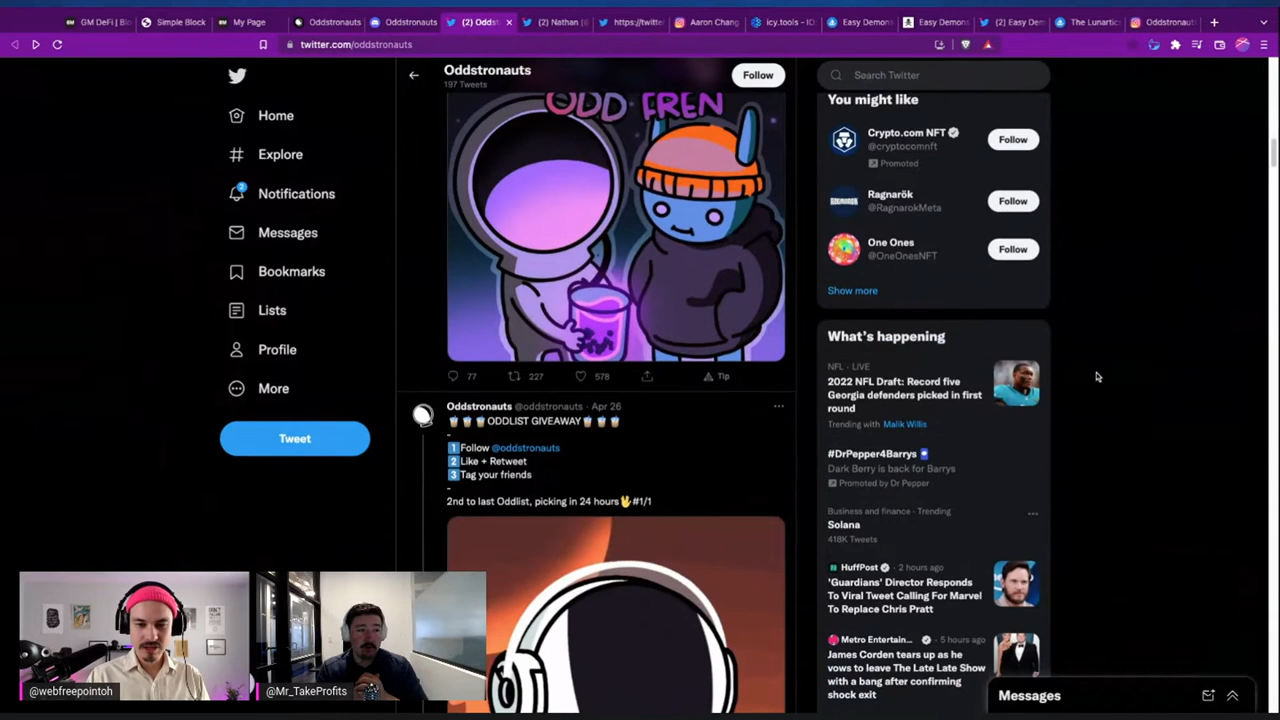 GM DeFi | Blo
Simple Block
My Page
Oddstronauts
Oddstronauts
(2) Odds
(2) Nathan (
https://twitte
Aaron Chang
icy.tools - IC
Easy Demon
Easy Demons
(2) Easy Dem
The Lunartic
Oddstronaut
twitter.com/oddstronauts
Home
Explore
2
Notifications
Messages
Bookmarks
Lists
Profile
More
Tweet
Oddstronauts
197 Tweets
Follow
ODD FREN
77
227
578
Tip
Oddstronauts @oddstronauts · Apr 26
ODDLIST GIVEAWAY
-
1 Follow @oddstronauts
2 Like + Retweet
3 Tag your friends
-
2nd to last Oddlist, picking in 24 hours🖖#1/1
Search Twitter
You might like
Crypto.com NFT
@cryptocomnft
Promoted
Follow
Ragnarök
@RagnarokMeta
Follow
One Ones
@OneOnesNFT
Follow
Show more
What's happening
NFL · LIVE
2022 NFL Draft: Record five
Georgia defenders picked in first
round
Trending with Malik Willis
#DrPepper4Barrys
Dark Berry is back for Barrys
Promoted by Dr Pepper
Business and finance · Trending
Solana
418K Tweets
HuffPost · 2 hours ago
'Guardians' Director Responds
To Viral Tweet Calling For Marvel
To Replace Chris Pratt
Metro Entertain... · 5 hours ago
James Corden tears up as he
vows to leave The Late Late Show
with a bang after confirming
shock exit
Messages
@webfreepointoh
@Mr_TakeProfits